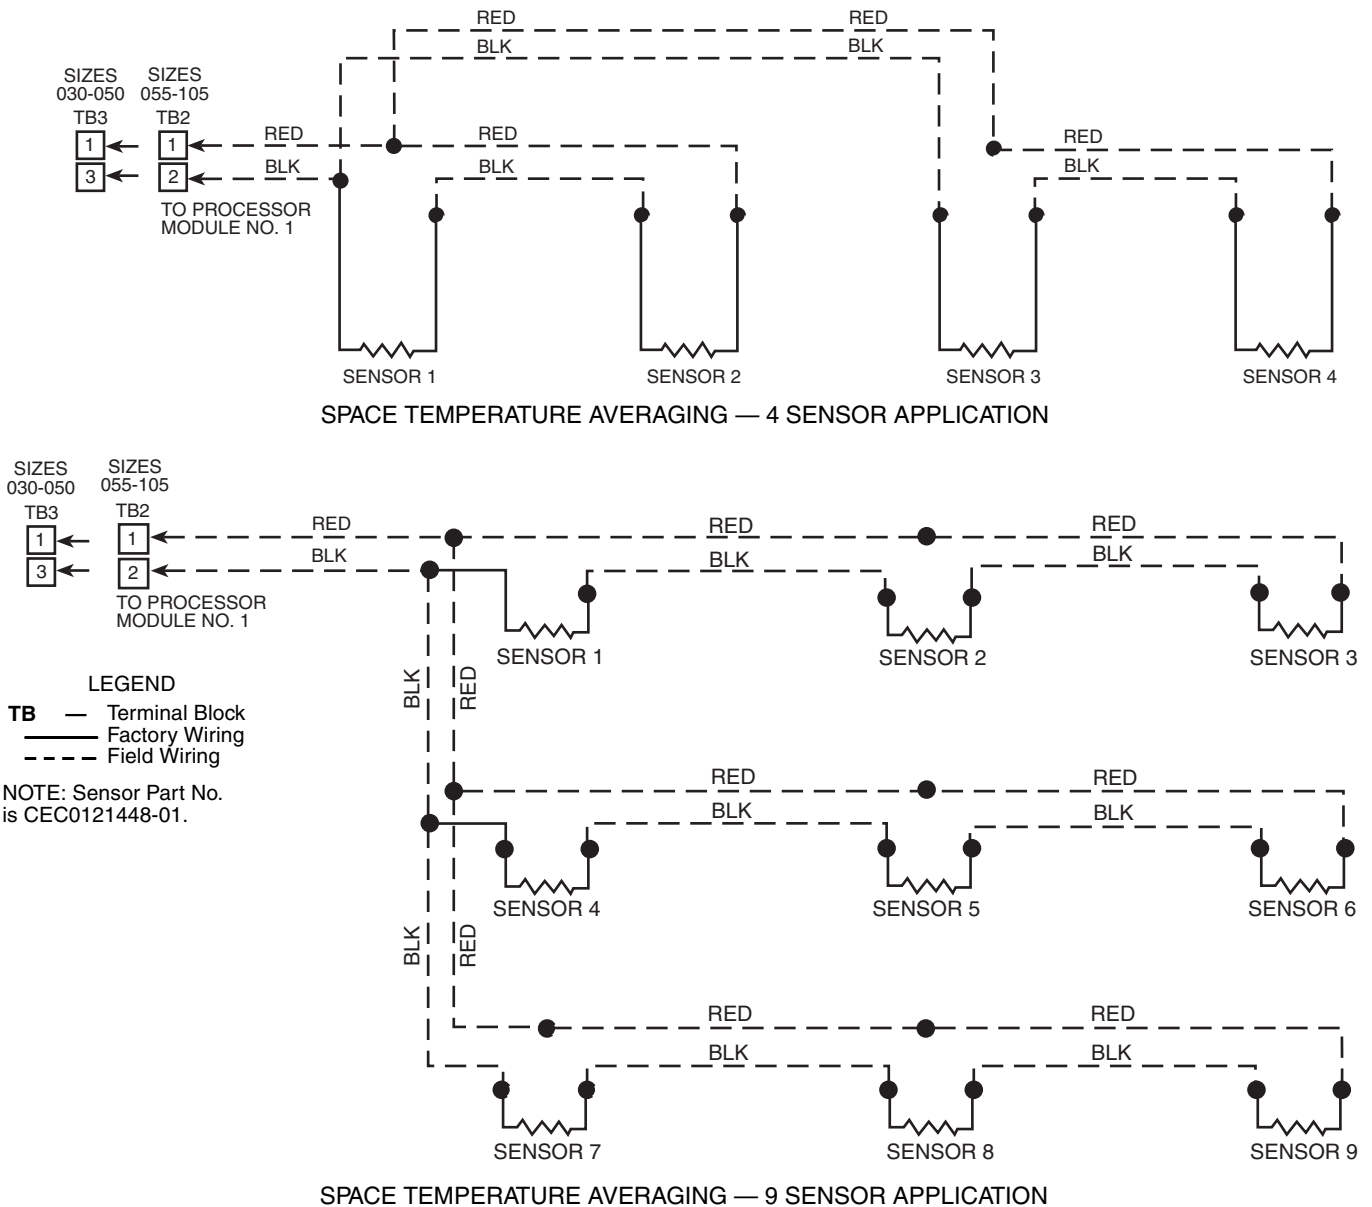 RED RED
BLK BLK
SIZES SIZES
030-050 055-105
TB3 TB2
1 1 RED RED RED
3 2 BLK BLK BLK
TO PROCESSOR
MODULE NO. 1
SENSOR 1 SENSOR 2 SENSOR 3 SENSOR 4
SPACE TEMPERATURE AVERAGING — 4 SENSOR APPLICATION
SIZES SIZES
030-050 055-105
TB3 TB2
1 1 RED RED RED
3 2 BLK BLK BLK
TO PROCESSOR
MODULE NO. 1
SENSOR 1 SENSOR 2 SENSOR 3
BLK RED
LEGEND
TB — Terminal Block
Factory Wiring
Field Wiring
NOTE: Sensor Part No.
is CEC0121448-01.
RED RED
BLK BLK
SENSOR 4 SENSOR 5 SENSOR 6
BLK RED
RED RED
BLK BLK
SENSOR 7 SENSOR 8 SENSOR 9
SPACE TEMPERATURE AVERAGING — 9 SENSOR APPLICATION